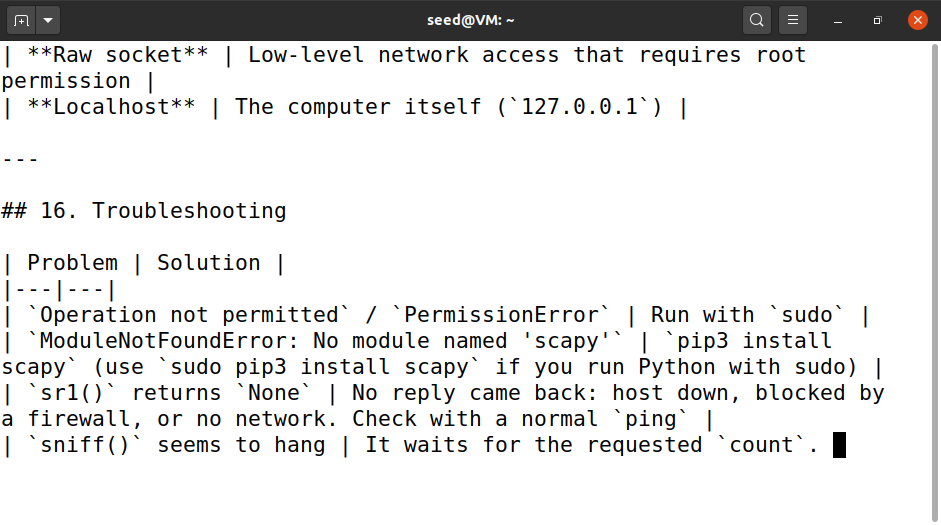 seed@VM: ~
| **Raw socket** | Low-level network access that requires root
permission |
| **Localhost** | The computer itself (`127.0.0.1`) |
---
## 16. Troubleshooting
| Problem | Solution |
|---|---|
| `Operation not permitted` / `PermissionError` | Run with `sudo` |
| `ModuleNotFoundError: No module named 'scapy'` | `pip3 install
scapy` (use `sudo pip3 install scapy` if you run Python with sudo) |
| `sr1()` returns `None` | No reply came back: host down, blocked by
a firewall, or no network. Check with a normal `ping` |
| `sniff()` seems to hang | It waits for the requested `count`.